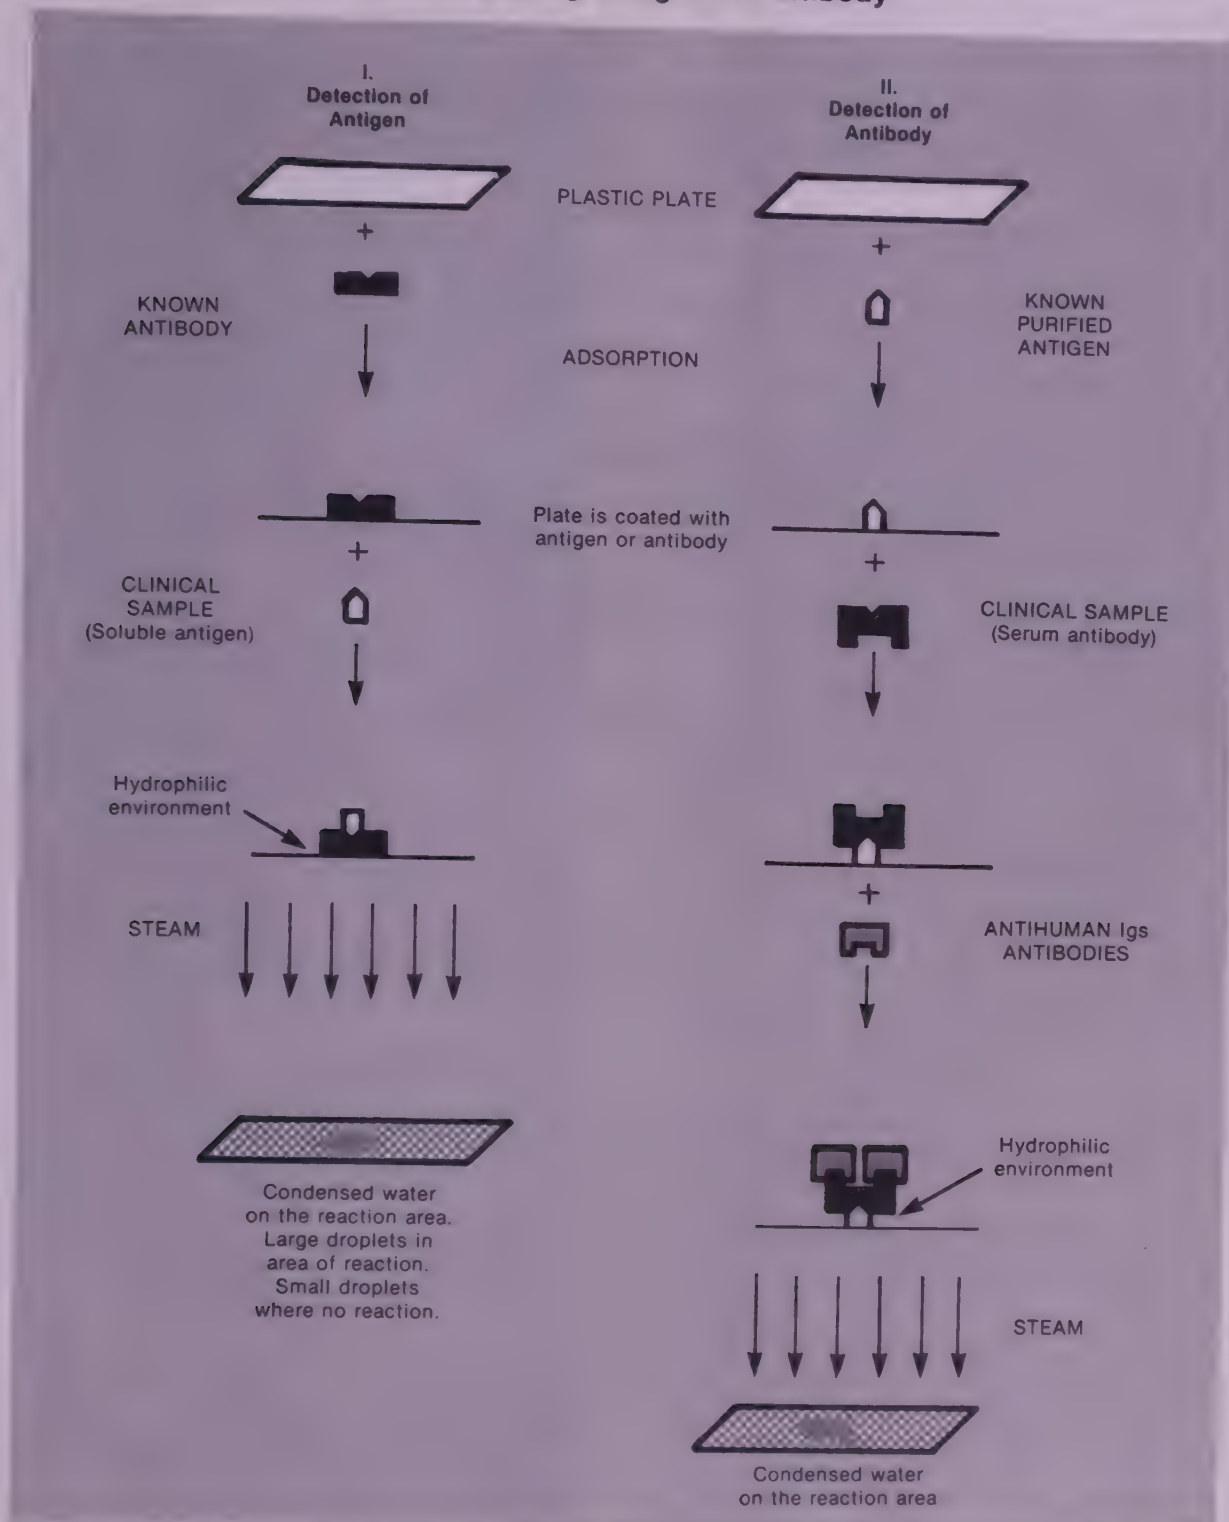 I.
Detection of
Antigen
II.
Detection of
Antibody
PLASTIC PLATE
+
+
KNOWN
ANTIBODY
KNOWN
PURIFIED
ANTIGEN
ADSORPTION
Plate is coated with
antigen or antibody
+
+
CLINICAL
SAMPLE
(Soluble antigen)
CLINICAL SAMPLE
(Serum antibody)
Hydrophilic
environment
+
STEAM
ANTIHUMAN Igs
ANTIBODIES
Condensed water
on the reaction area.
Large droplets in
area of reaction.
Small droplets
where no reaction.
Hydrophilic
environment
STEAM
Condensed water
on the reaction area